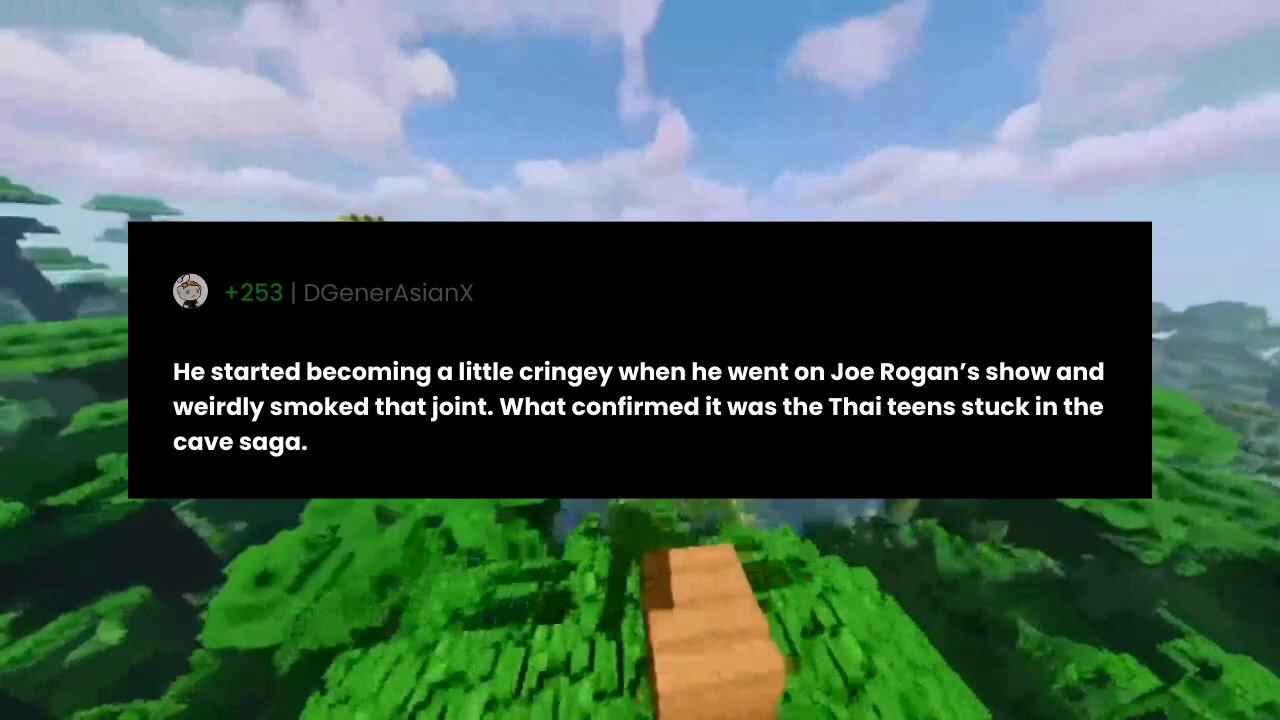 +253 | DGenerAsianX
He started becoming a little cringey when he went on Joe Rogan’s show and
weirdly smoked that joint. What confirmed it was the Thai teens stuck in the
cave saga.